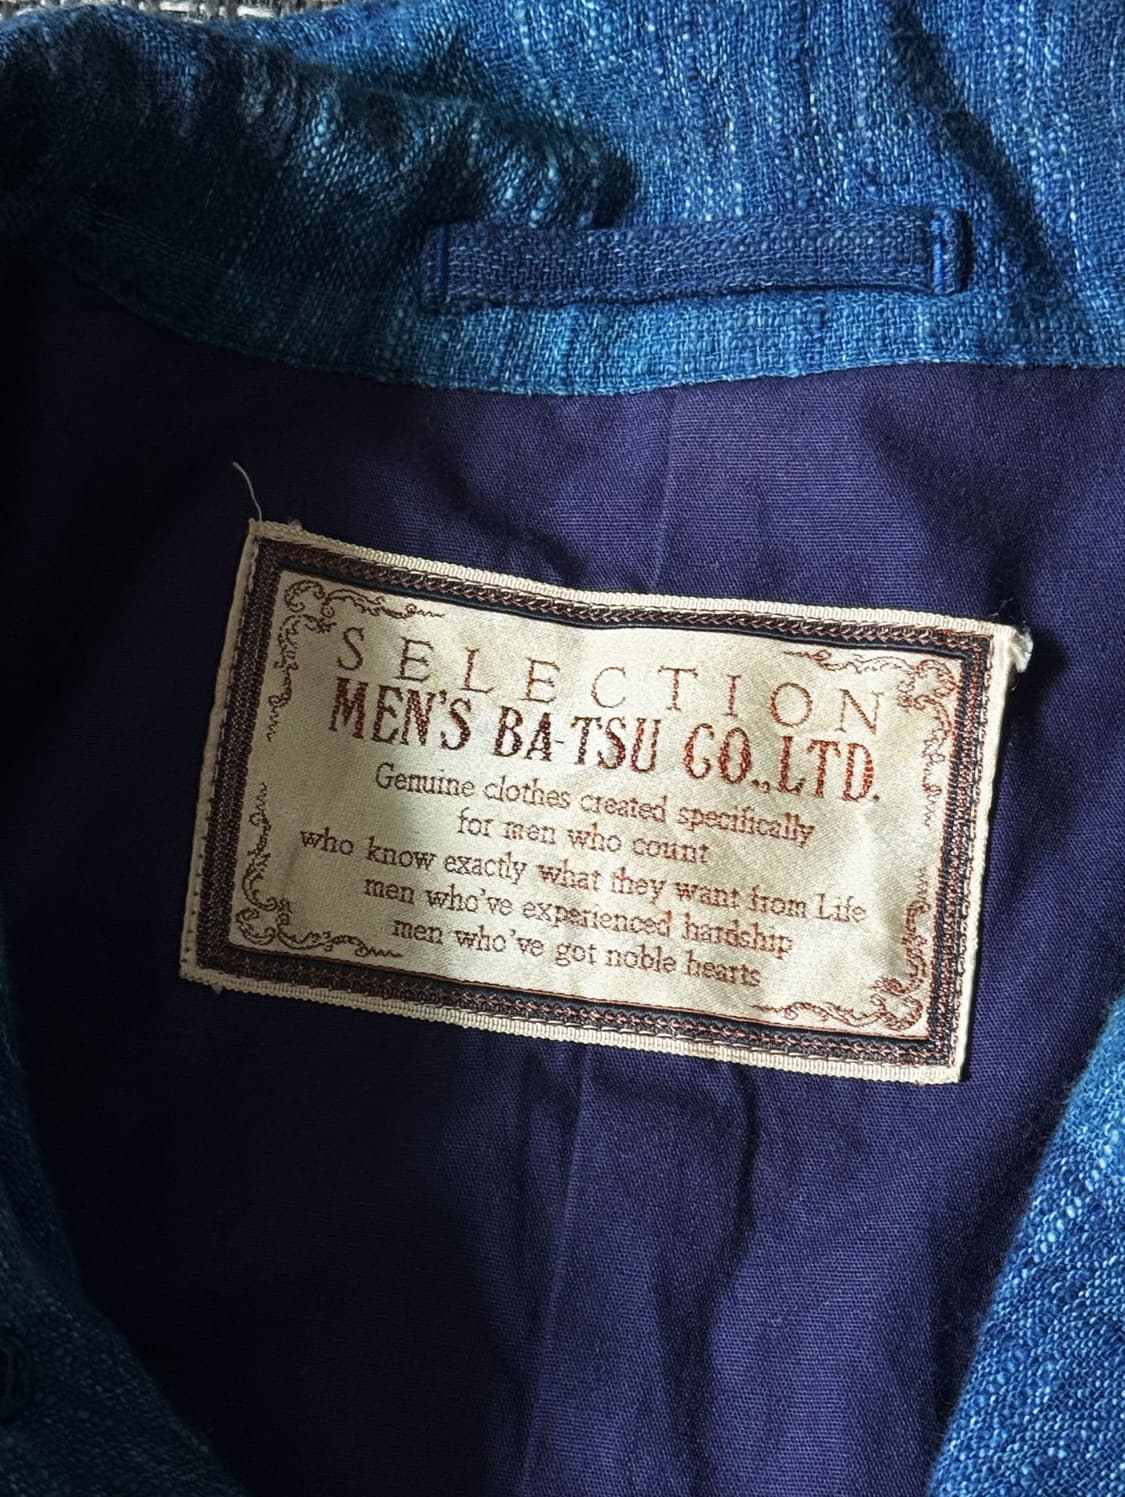 SELECTION
MEN'S BA-TSU CO.,LTD.
Genuine clothes created specifically
for men who count
who know exactly what they want from Life
men who've experienced hardship
men who've got noble hearts